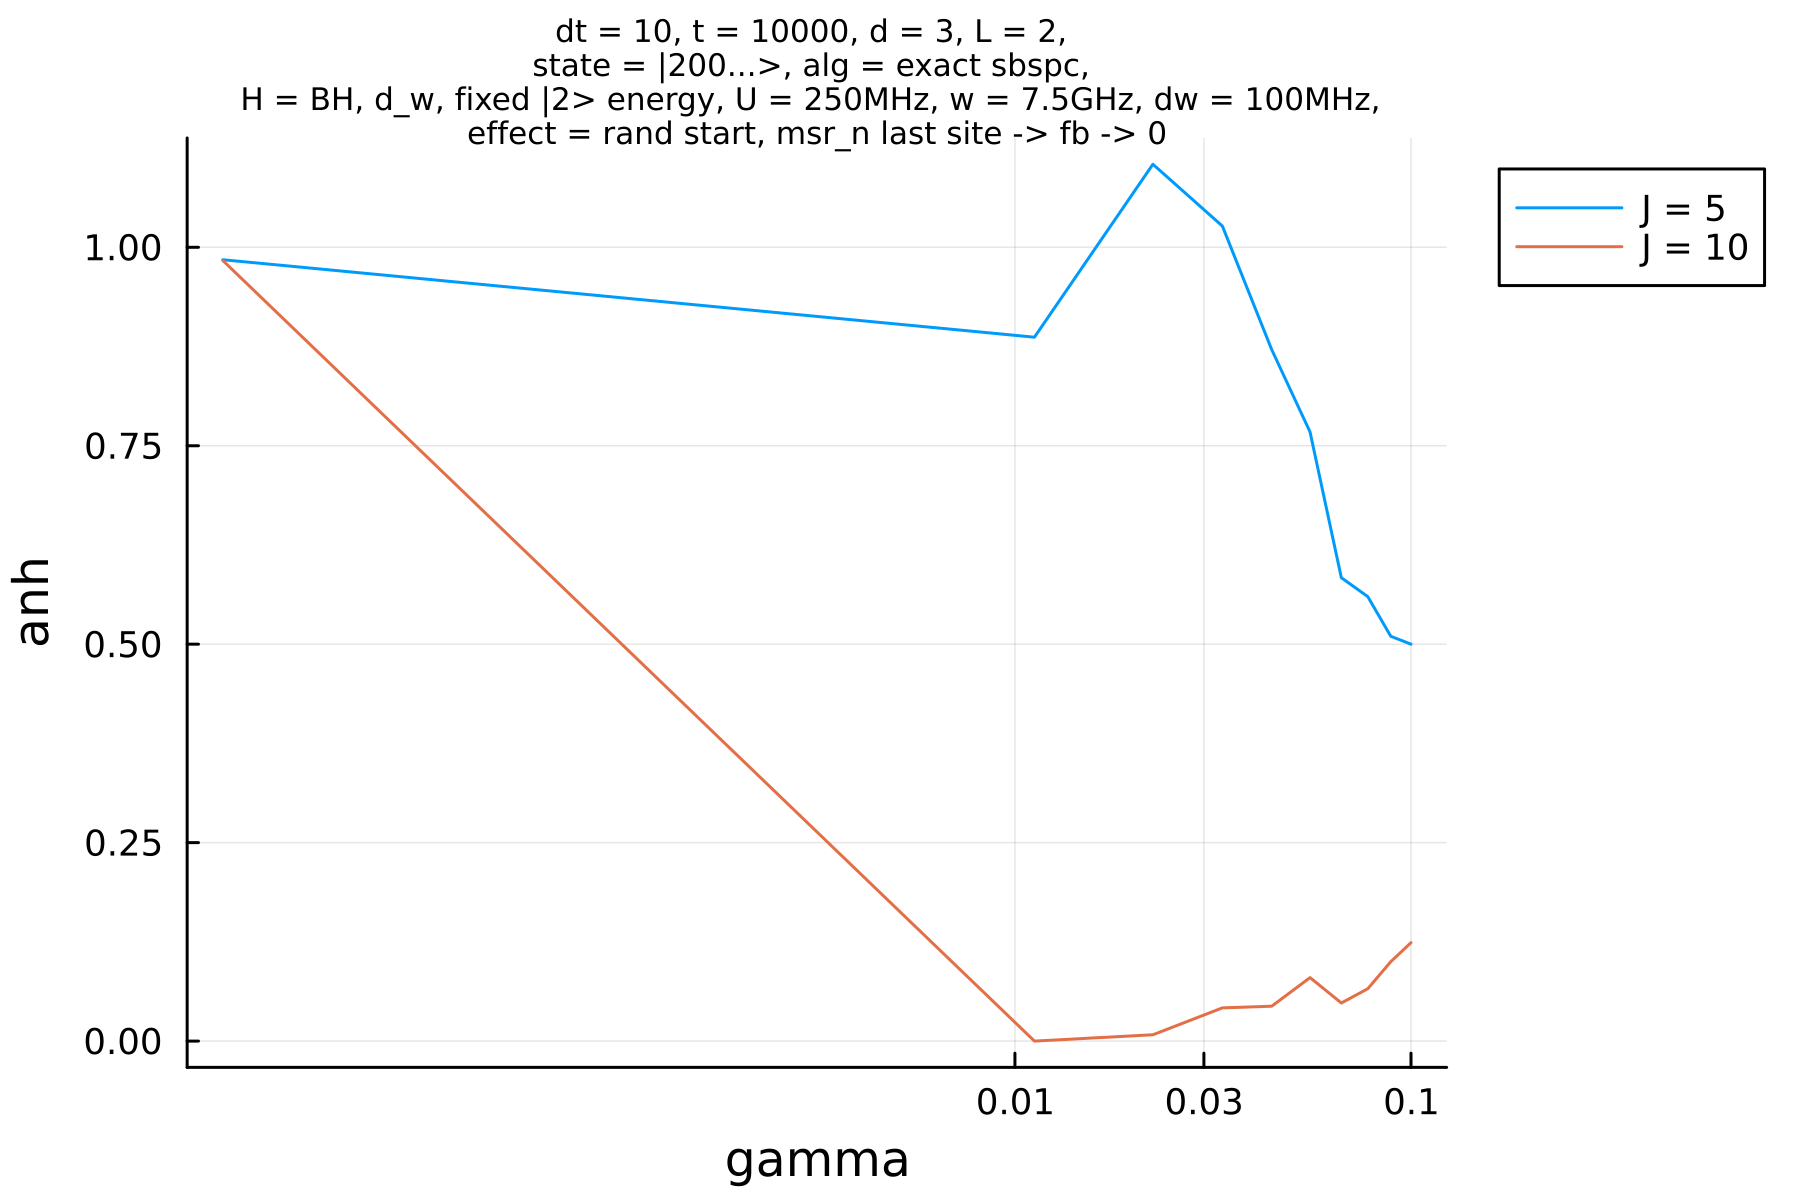 dt = 10, t = 10000, d = 3, L = 2,
state = |200...>, alg = exact sbspc,
H = BH, d_w, fixed |2> energy, U = 250MHz, w = 7.5GHz, dw = 100MHz,
effect = rand start, msr_n last site -> fb -> 0
J = 5
J = 10
1.00
0.75
0.50
0.25
0.00
anh
0.01
0.03
0.1
gamma